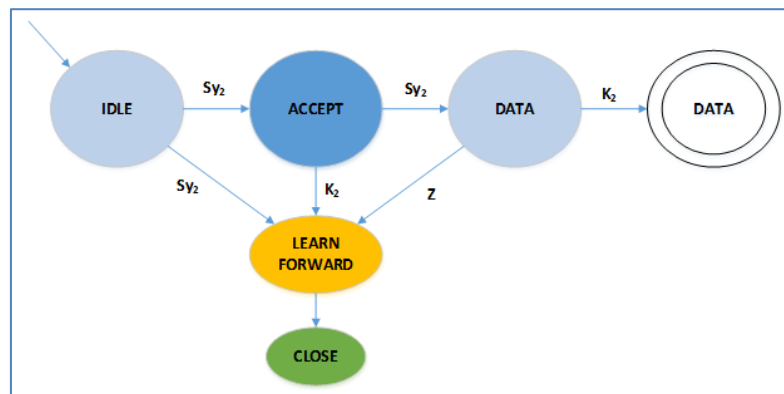 Sy₂ Sy₂ K₂
IDLE ACCEPT DATA DATA
Sy₂ K₂ Z
LEARN
FORWARD
CLOSE